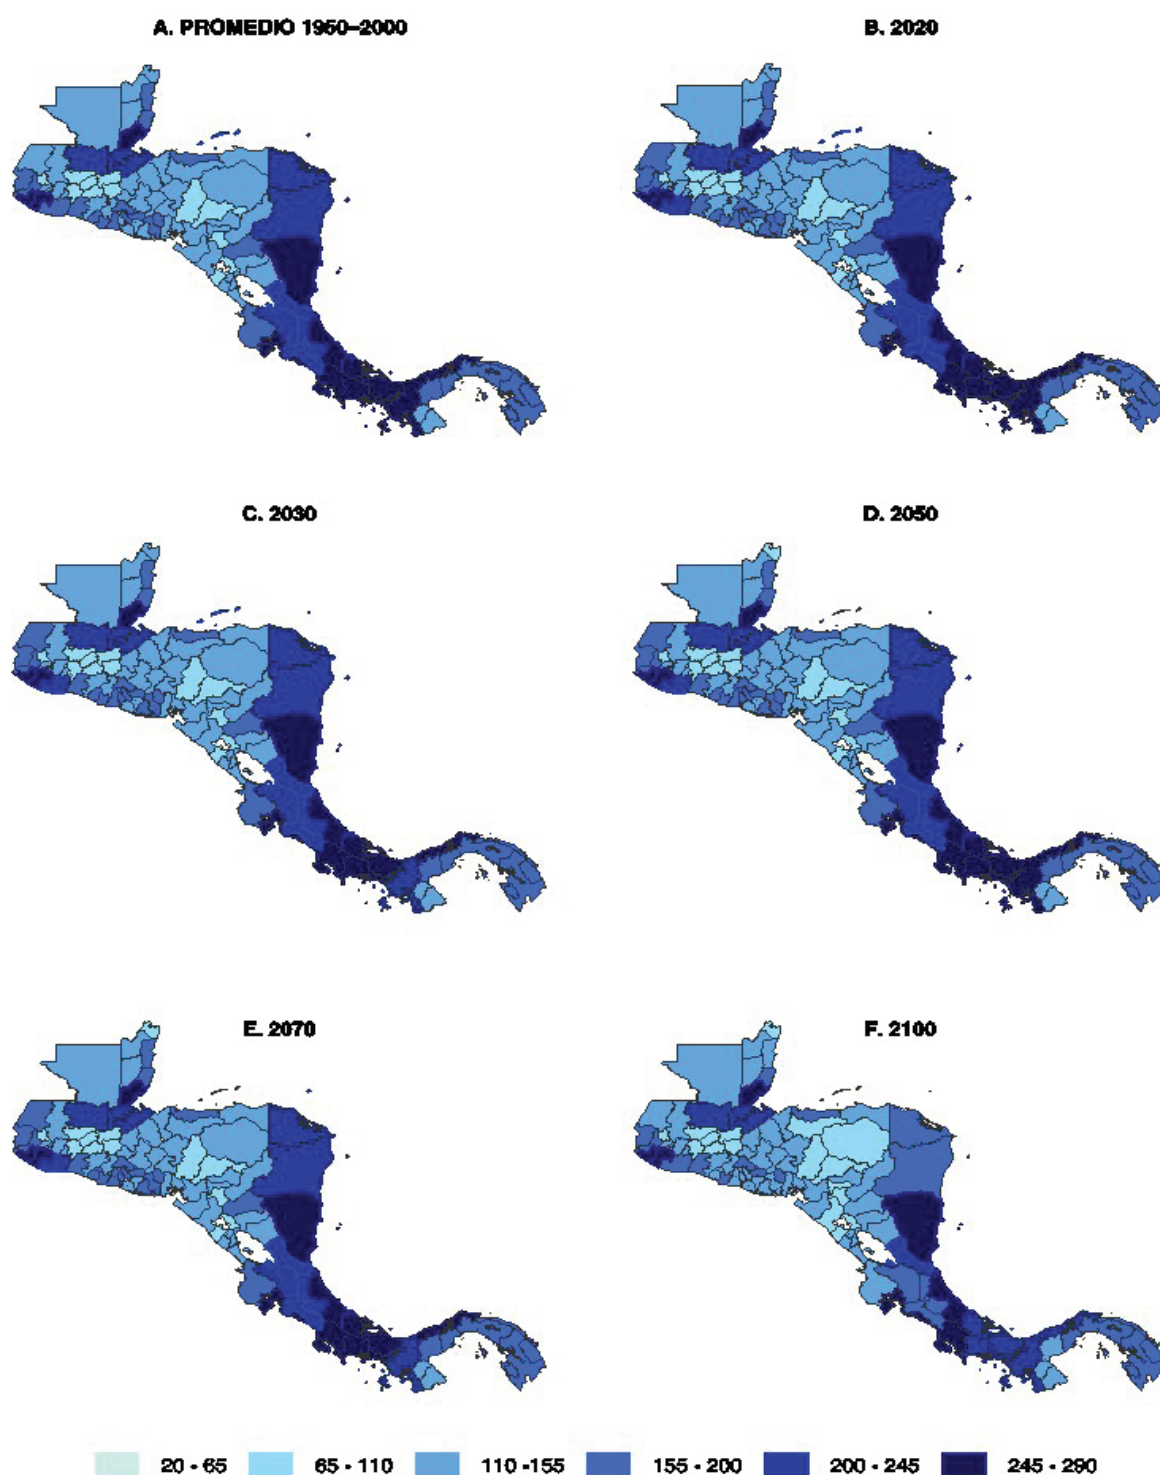 A. PROMEDIO 1950–2000
B. 2020
C. 2030
D. 2050
E. 2070
F. 2100
20 - 65 65 - 110 110 -155 155 - 200 200 - 245 245 - 290